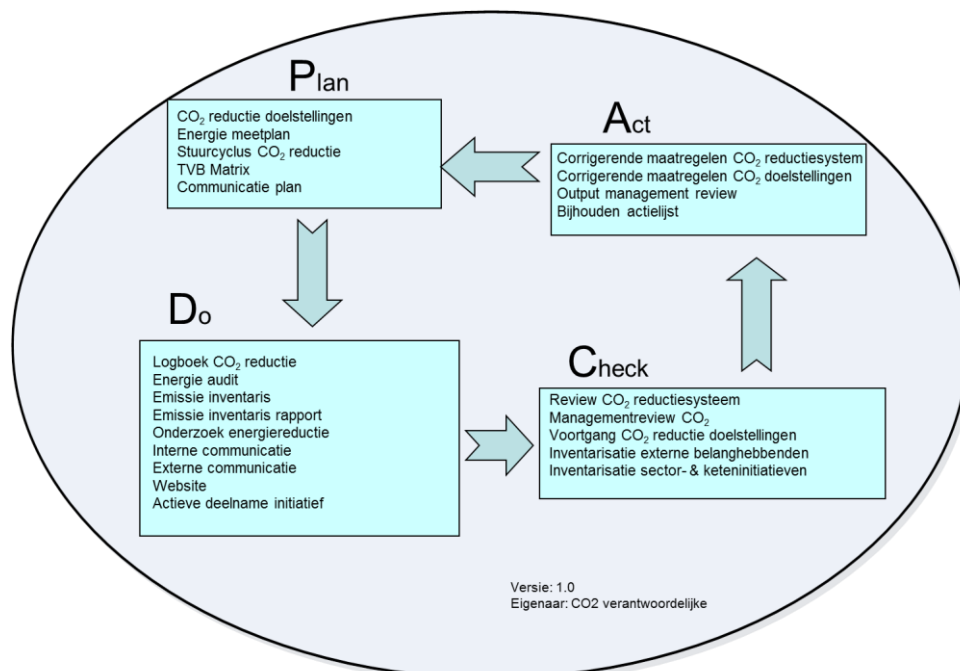 Plan
CO₂ reductie doelstellingen
Energie meetplan
Stuurcyclus CO₂ reductie
TVB Matrix
Communicatie plan
Act
Corrigerende maatregelen CO₂ reductiesystem
Corrigerende maatregelen CO₂ doelstellingen
Output management review
Bijhouden actielijst
Do
Logboek CO₂ reductie
Energie audit
Emissie inventaris
Emissie inventaris rapport
Onderzoek energiereductie
Interne communicatie
Externe communicatie
Website
Actieve deelname initiatief
Check
Review CO₂ reductiesysteem
Managementreview CO₂
Voortgang CO₂ reductie doelstellingen
Inventarisatie externe belanghebbenden
Inventarisatie sector- & keteninitiatieven
Versie: 1.0
Eigenaar: CO2 verantwoordelijke